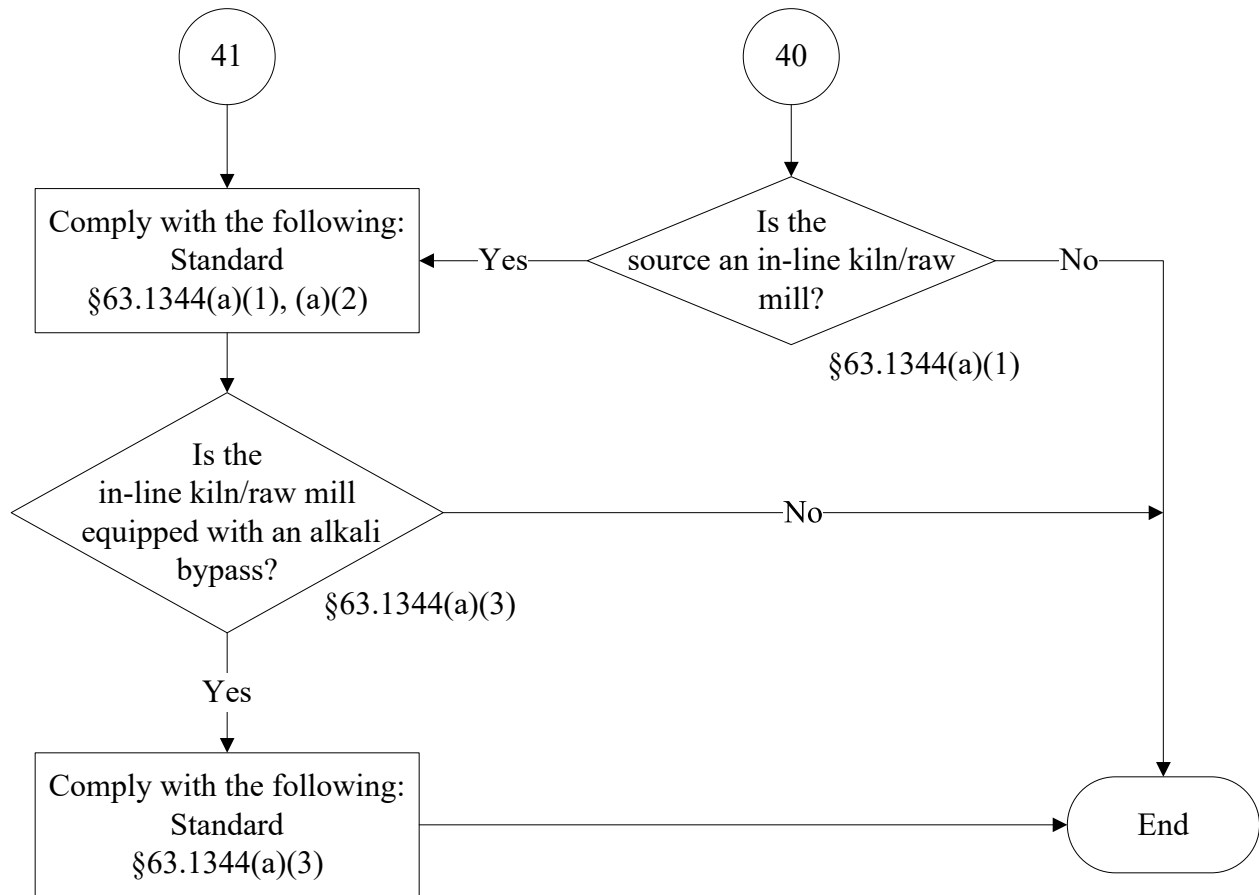 41
40
Comply with the following:
Standard
§63.1344(a)(1), (a)(2)
Yes
Is the
source an in-line kiln/raw
mill?
No
§63.1344(a)(1)
Is the
in-line kiln/raw mill
equipped with an alkali
bypass?
No
§63.1344(a)(3)
Yes
Comply with the following:
Standard
§63.1344(a)(3)
End